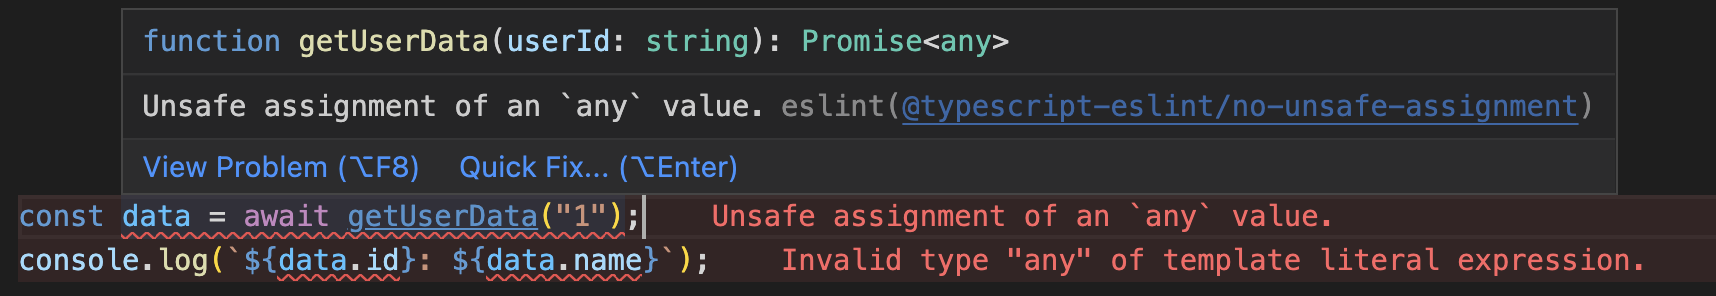 function getUserData(userId: string): Promise<any>
Unsafe assignment of an `any` value. eslint(@typescript-eslint/no-unsafe-assignment)
View Problem (⌥F8) Quick Fix... (⌥Enter)
const data = await getUserData("1"); Unsafe assignment of an `any` value.
console.log(`${data.id}: ${data.name}`); Invalid type "any" of template literal expression.